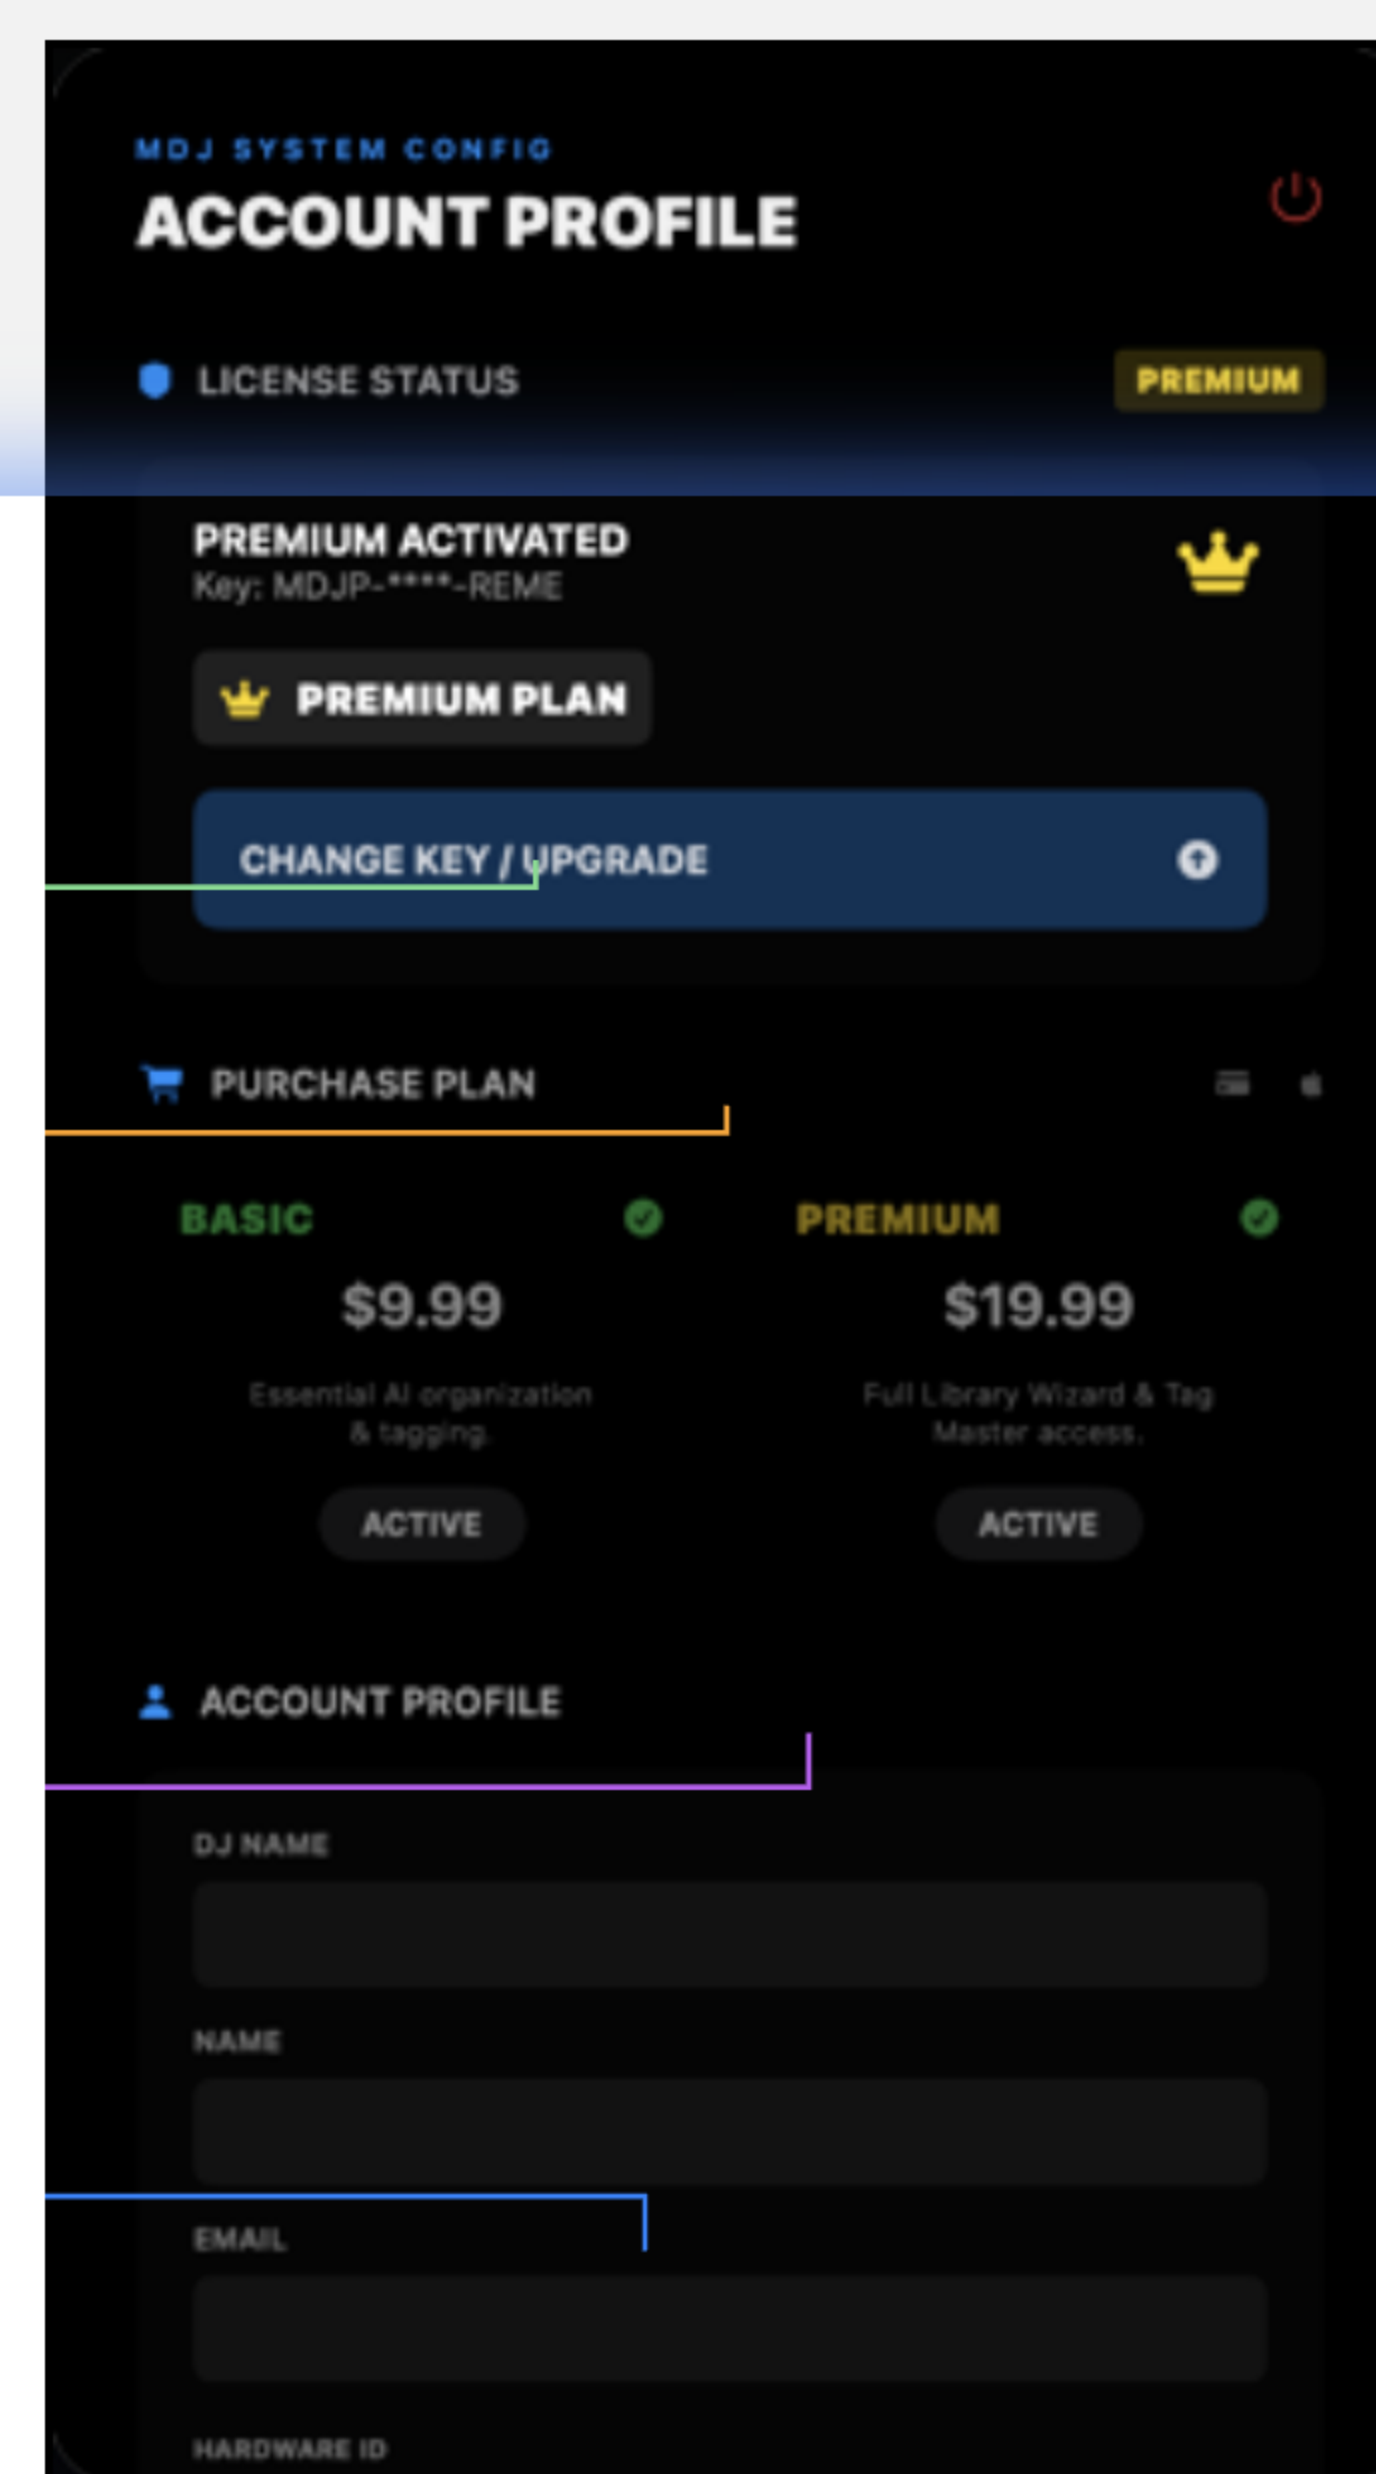 MDJ SYSTEM CONFIG
ACCOUNT PROFILE
LICENSE STATUS
PREMIUM
PREMIUM ACTIVATED
Key: MDJP-****-REME
PREMIUM PLAN
CHANGE KEY / UPGRADE
PURCHASE PLAN
BASIC
$9.99
Essential AI organization
& tagging.
ACTIVE
PREMIUM
$19.99
Full Library Wizard & Tag
Master access.
ACTIVE
ACCOUNT PROFILE
DJ NAME
NAME
EMAIL
HARDWARE ID